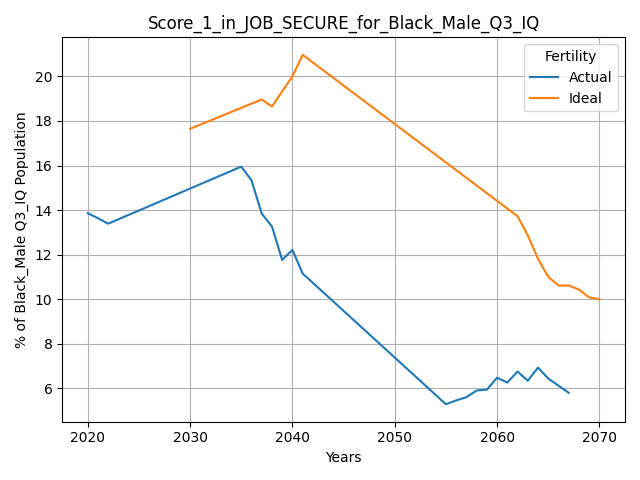 Score_1_in_JOB_SECURE_for_Black_Male_Q3_IQ
Fertility
Actual
Ideal
% of Black_Male Q3_IQ Population
20
18
16
14
12
10
8
6
2020 2030 2040 2050 2060 2070
Years